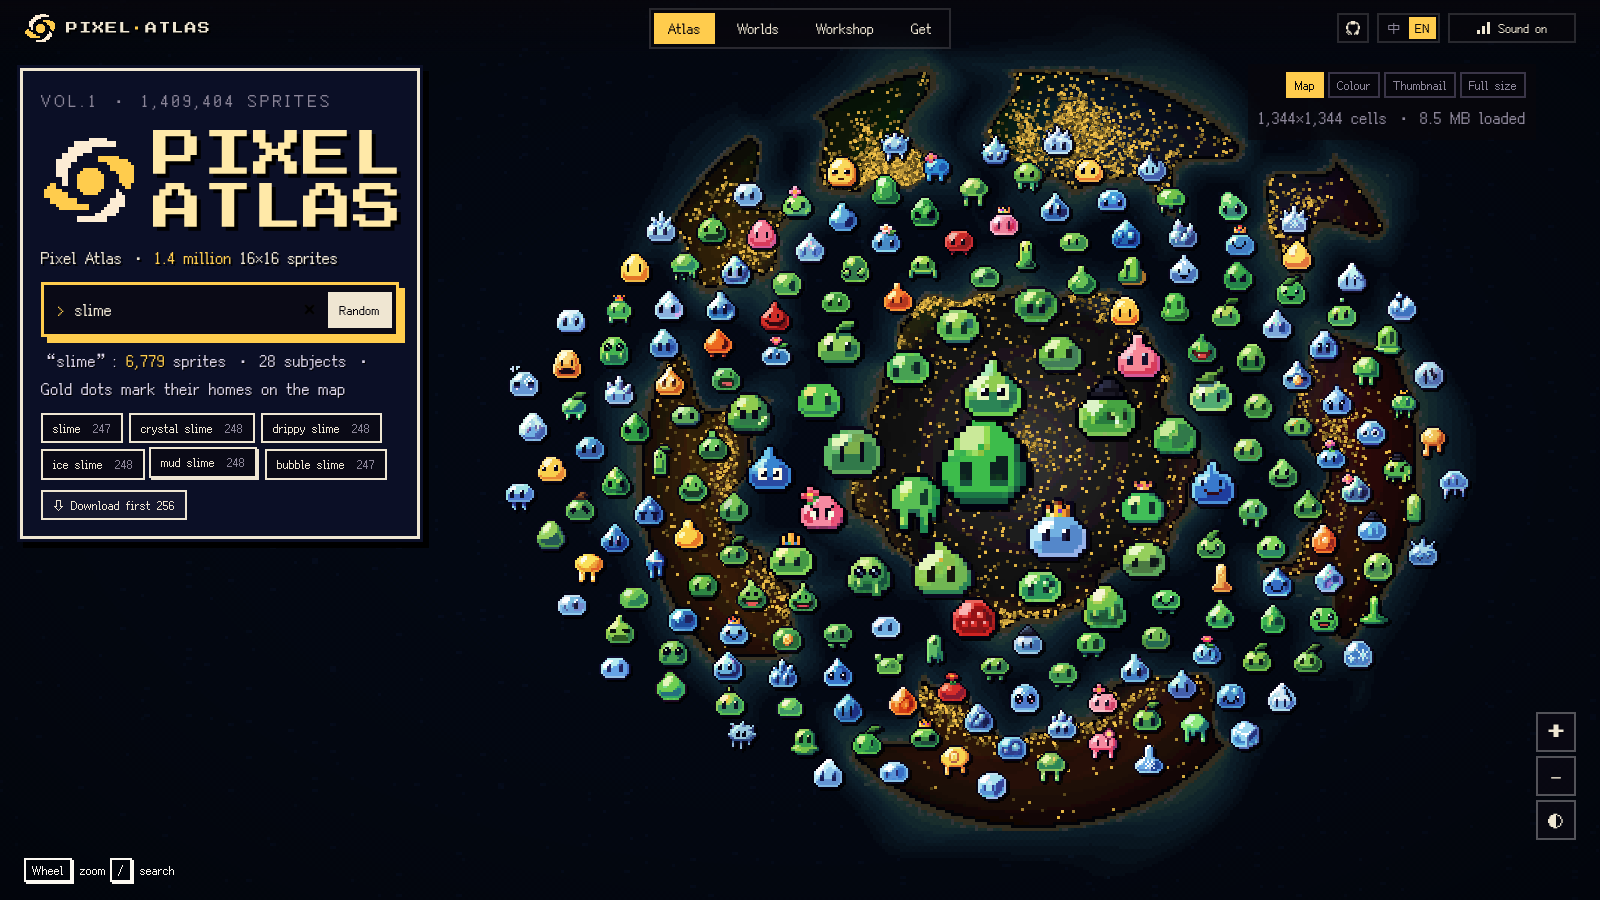 PIXEL·ATLAS
Atlas Worlds Workshop Get
中 EN
Sound on
VOL.1 · 1,409,404 SPRITES
PIXEL
ATLAS
Pixel Atlas · 1.4 million 16×16 sprites
> slime × Random
“slime” : 6,779 sprites · 28 subjects ·
Gold dots mark their homes on the map
slime 247 crystal slime 248 drippy slime 248
ice slime 248 mud slime 248 bubble slime 247
Download first 256
Map Colour Thumbnail Full size
1,344×1,344 cells · 8.5 MB loaded
+
−
Wheel zoom / search